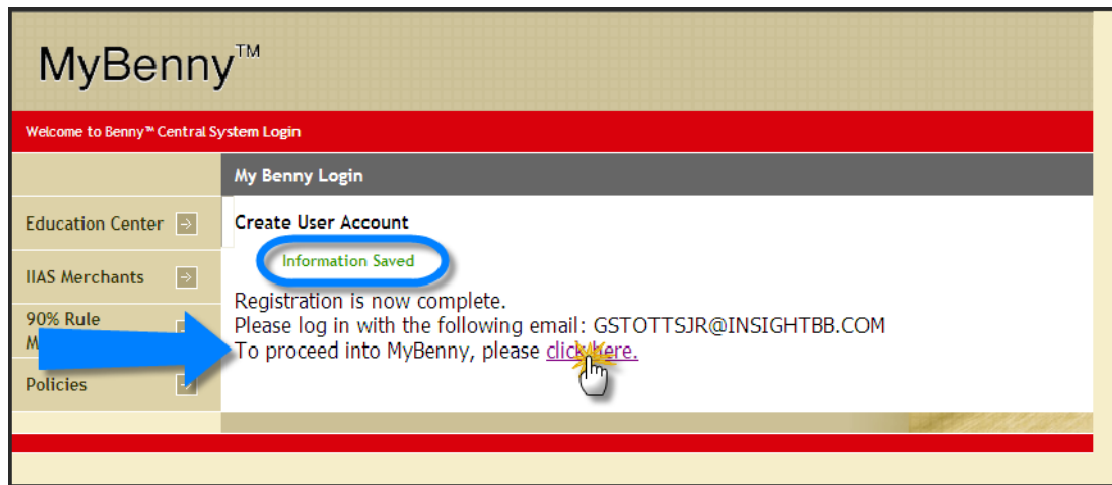 MyBenny™
Welcome to Benny™ Central System Login
My Benny Login
Education Center
IIAS Merchants
90% Rule
M
Policies
Create User Account
Information Saved
Registration is now complete.
Please log in with the following email: GSTOTTSJR@INSIGHTBB.COM
To proceed into MyBenny, please click here.